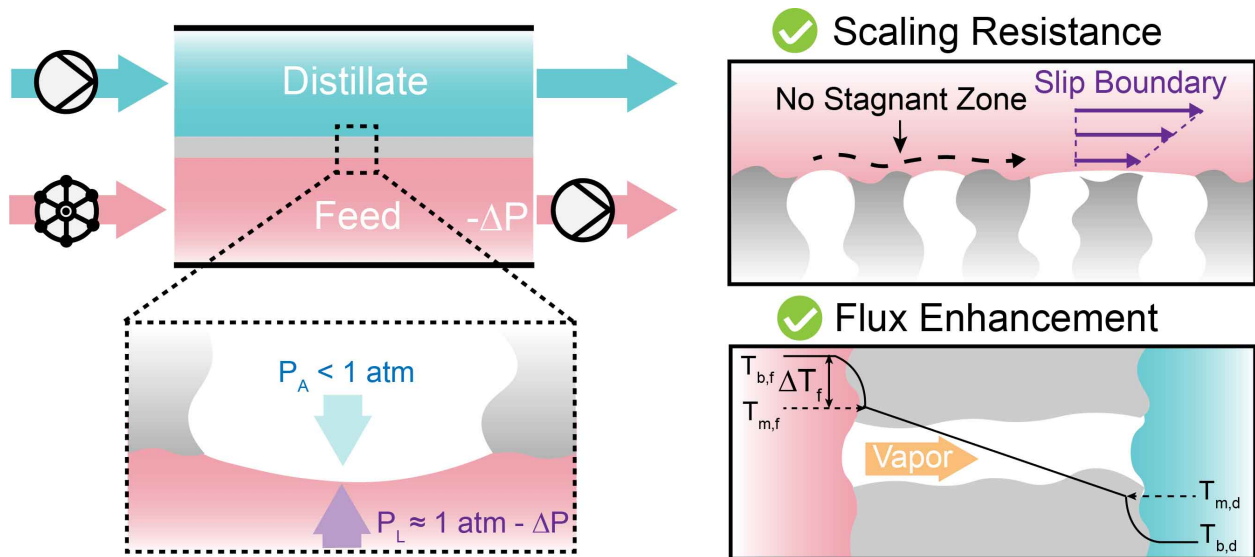 Distillate
Feed
-ΔP
P_A < 1 atm
P_L ≈ 1 atm - ΔP
Scaling Resistance
No Stagnant Zone
Slip Boundary
Flux Enhancement
T_b,f
ΔT_f
T_m,f
Vapor
T_m,d
T_b,d